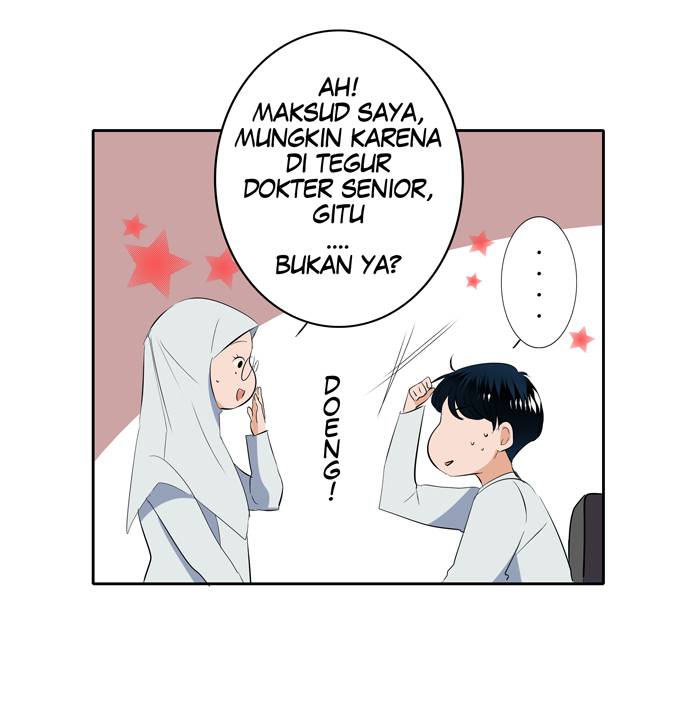 AH!
MAKSUD SAYA,
MUNGKIN KARENA
DI TEGUR
DOKTER SENIOR,
GITU
....
BUKAN YA?
. . . .
DOENG!